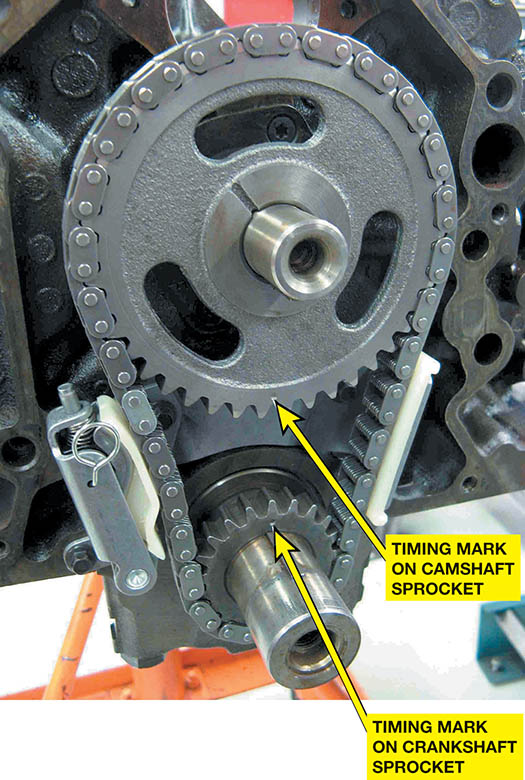 TIMING MARK
ON CAMSHAFT
SPROCKET
TIMING MARK
ON CRANKSHAFT
SPROCKET